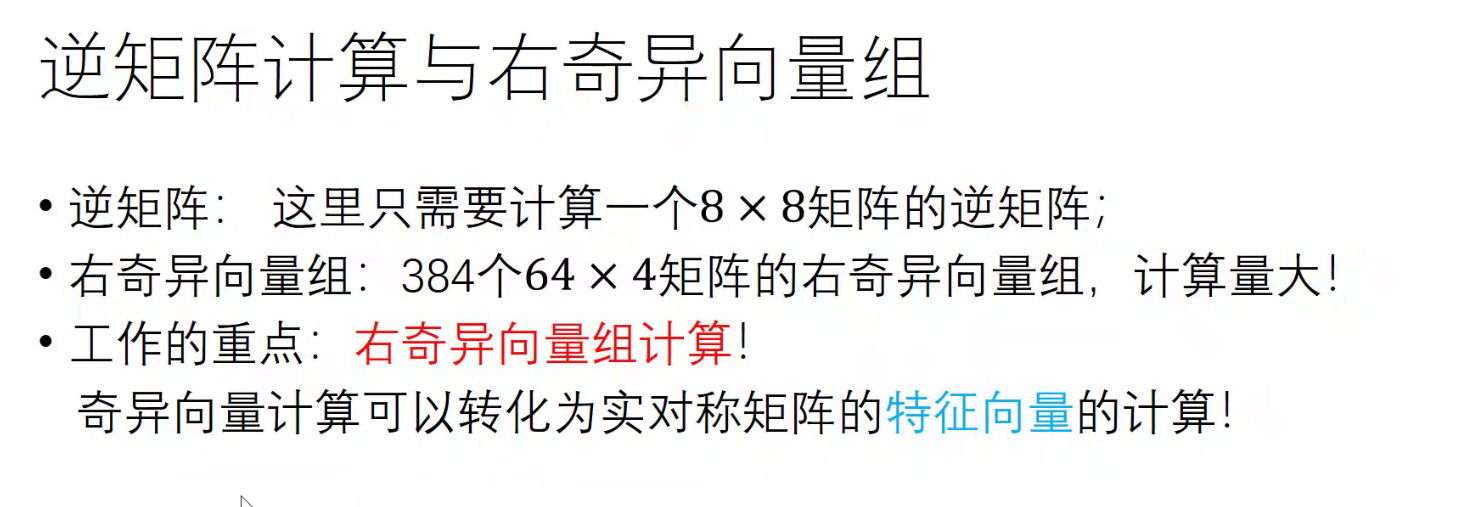 逆矩阵计算与右奇异向量组
• 逆矩阵： 这里只需要计算一个8 × 8矩阵的逆矩阵；
• 右奇异向量组：384个64 × 4矩阵的右奇异向量组，计算量大！
• 工作的重点：右奇异向量组计算！
奇异向量计算可以转化为实对称矩阵的特征向量的计算！